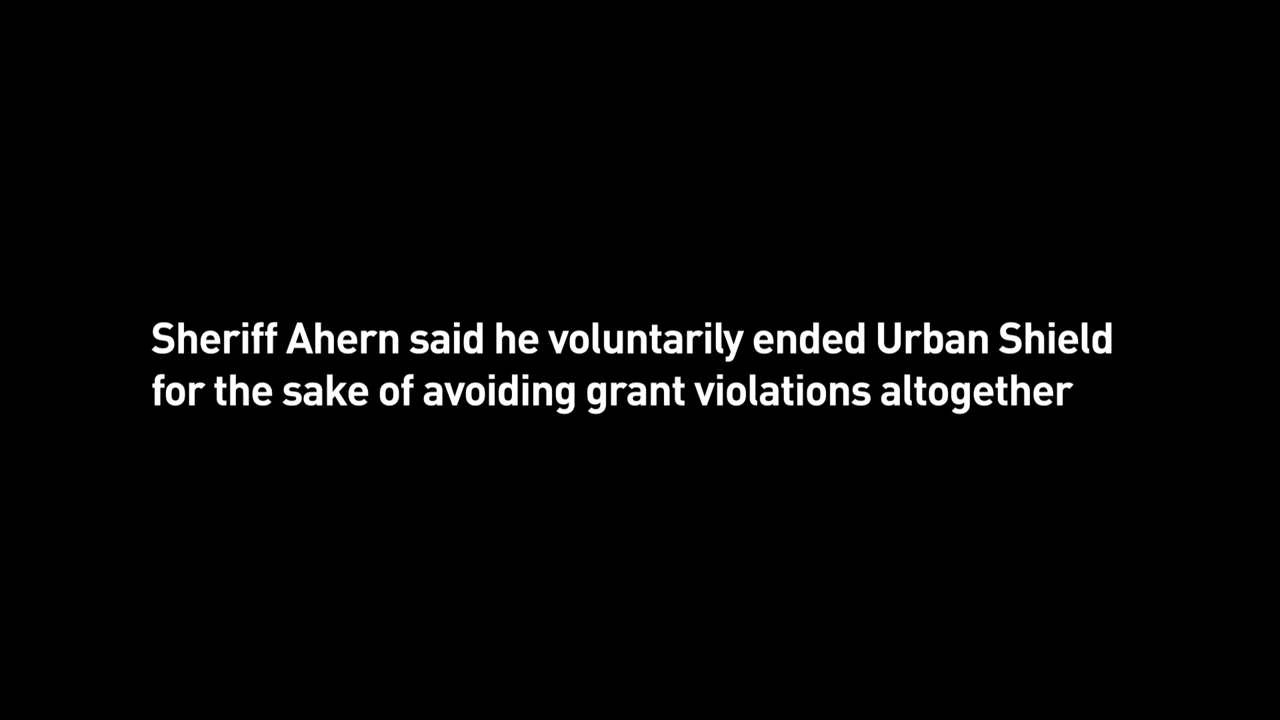 Sheriff Ahern said he voluntarily ended Urban Shield
for the sake of avoiding grant violations altogether